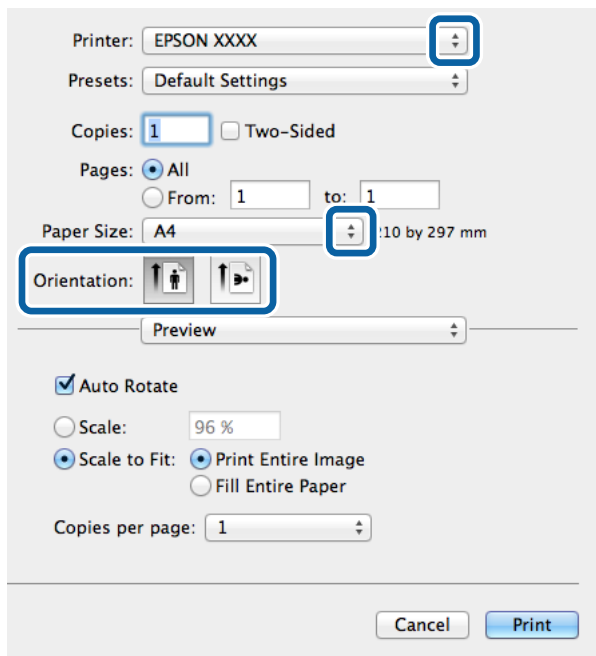 Printer: EPSON XXXX
Presets: Default Settings
Copies: 1 Two-Sided
Pages: All
From: 1 to: 1
Paper Size: A4 10 by 297 mm
Orientation:
Preview
Auto Rotate
Scale: 96 %
Scale to Fit: Print Entire Image
Fill Entire Paper
Copies per page: 1
Cancel Print